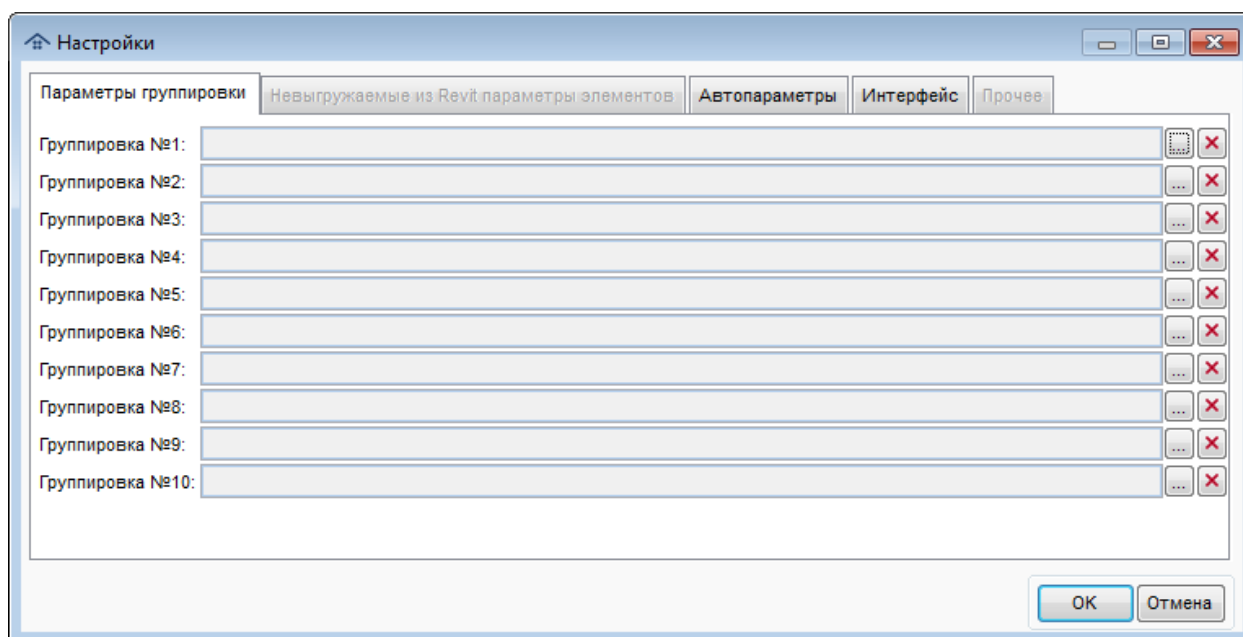 Настройки
Параметры группировки Невыгружаемые из Revit параметры элементов Автопараметры Интерфейс Прочее
Группировка №1: ...
Группировка №2: ...
Группировка №3: ...
Группировка №4: ...
Группировка №5: ...
Группировка №6: ...
Группировка №7: ...
Группировка №8: ...
Группировка №9: ...
Группировка №10: ...
OK Отмена